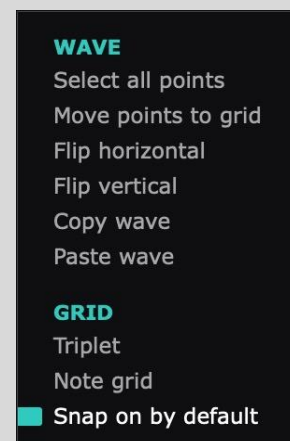 WAVE
Select all points
Move points to grid
Flip horizontal
Flip vertical
Copy wave
Paste wave
GRID
Triplet
Note grid
Snap on by default